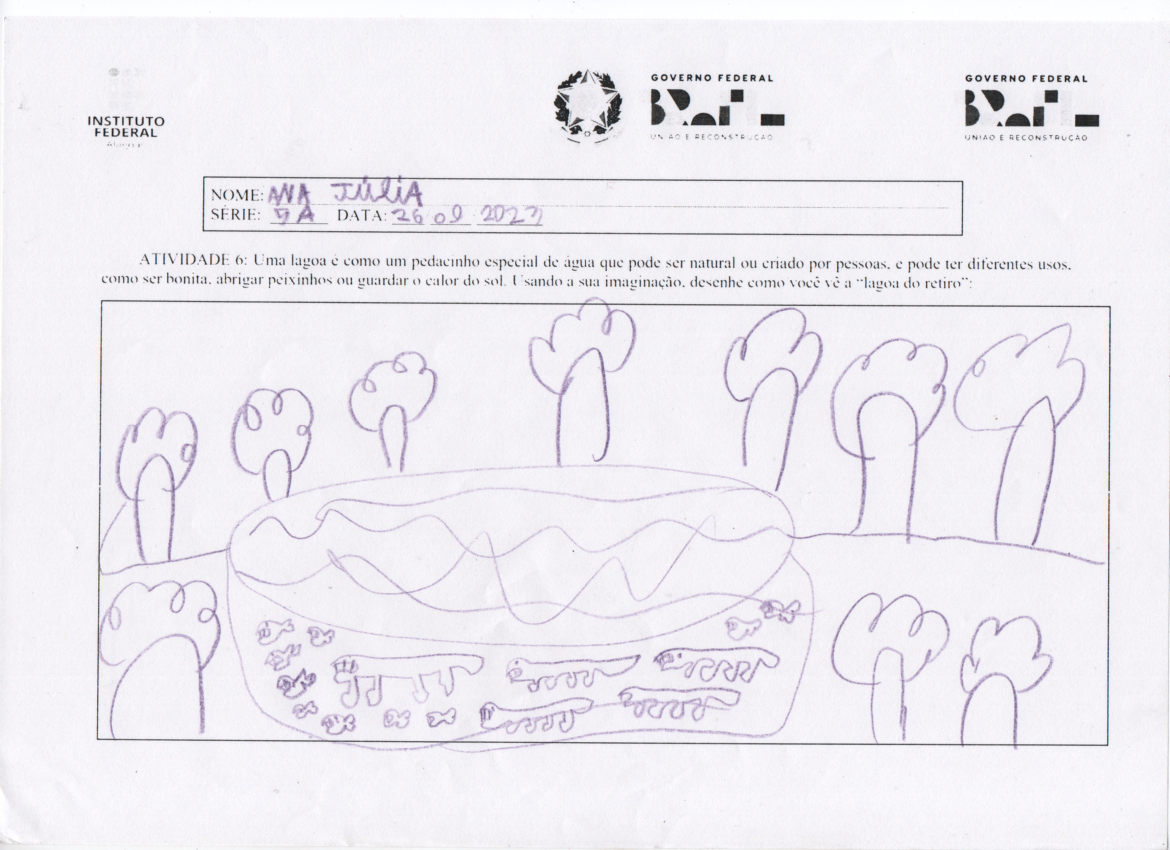 INSTITUTO
FEDERAL
GOVERNO FEDERAL
BRASIL
UNIÃO E RECONSTRUÇÃO
GOVERNO FEDERAL
BRASIL
UNIÃO E RECONSTRUÇÃO
NOME: ANA JÚLIA
SÉRIE: DATA: 26
ATIVIDADE 6: Uma lagoa é como um pedacinho especial de água que pode ser natural ou criado por pessoas, e pode ter diferentes usos,
como ser bonita, abrigar peixinhos ou guardar o calor do sol. Usando a sua imaginação, desenhe como você vê a “lagoa do retiro”: